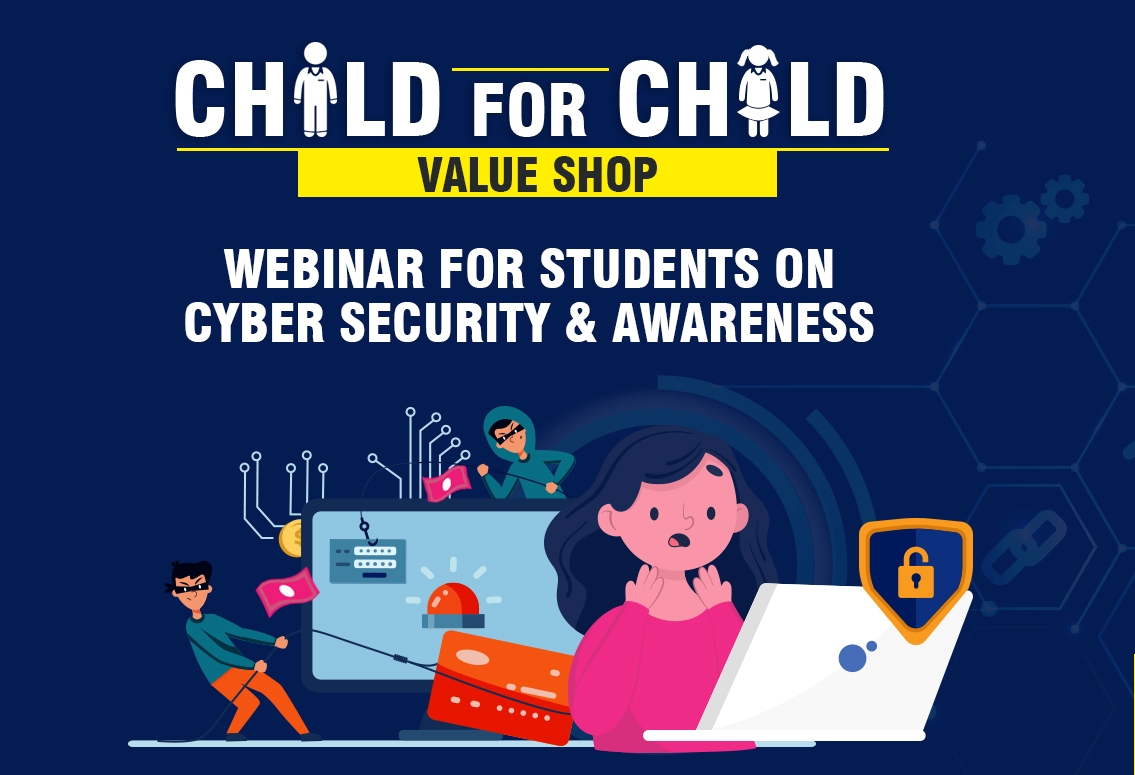 CHILD FOR CHILD
VALUE SHOP
WEBINAR FOR STUDENTS ON
CYBER SECURITY & AWARENESS